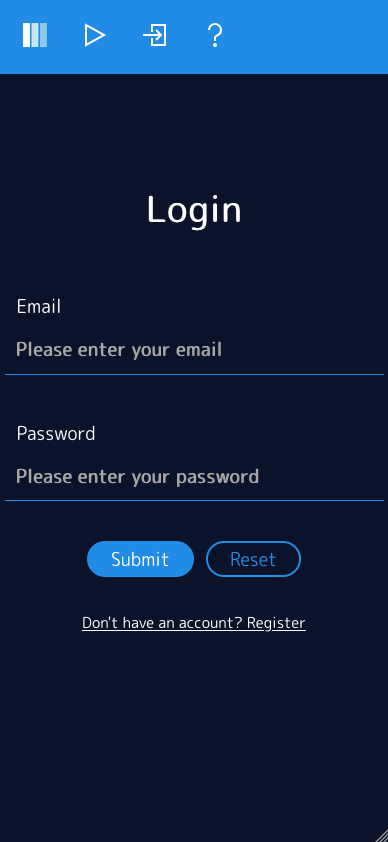 Login
Email
Please enter your email
Password
Please enter your password
Submit Reset
Don't have an account? Register